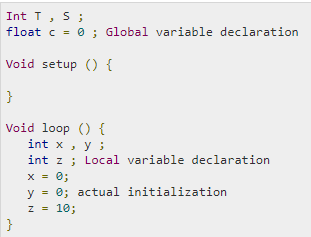 Int T , S ;
float c = 0 ; Global variable declaration
Void setup () {
}
Void loop () {
int x , y ;
int z ; Local variable declaration
x = 0;
y = 0; actual initialization
z = 10;
}